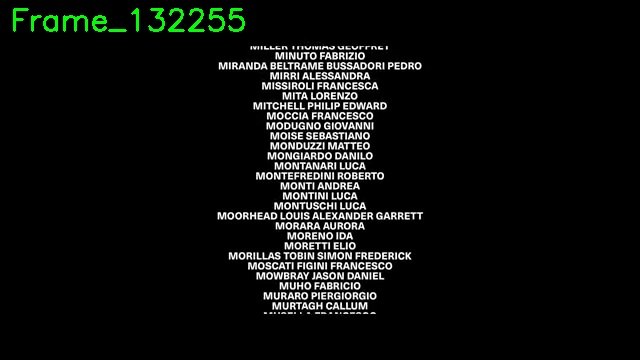 Frame_132255
MILLER THOMAS GEOFFREY
MINUTO FABRIZIO
MIRANDA BELTRAME BUSSADORI PEDRO
MIRRI ALESSANDRA
MISSIROLI FRANCESCA
MITA LORENZO
MITCHELL PHILIP EDWARD
MOCCIA FRANCESCO
MODUGNO GIOVANNI
MOISE SEBASTIANO
MONDUZZI MATTEO
MONGIARDO DANILO
MONTANARI LUCA
MONTEFREDINI ROBERTO
MONTI ANDREA
MONTINI LUCA
MONTUSCHI LUCA
MOORHEAD LOUIS ALEXANDER GARRETT
MORARA AURORA
MORENO IDA
MORETTI ELIO
MORILLAS TOBIN SIMON FREDERICK
MOSCATI FIGINI FRANCESCO
MOWBRAY JASON DANIEL
MUHO FABRICIO
MURARO PIERGIORGIO
MURTAGH CALLUM